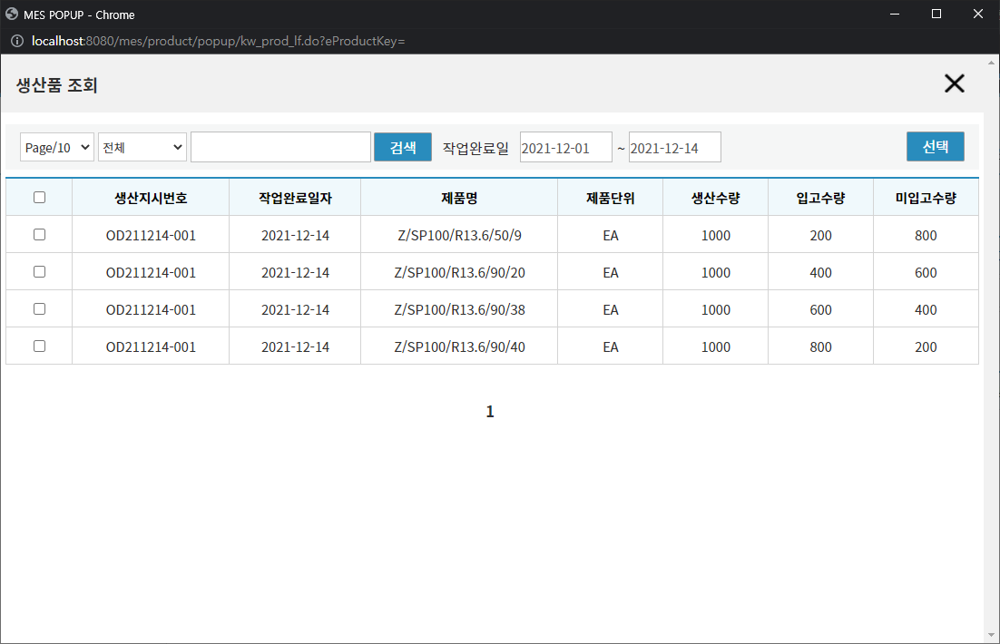 MES POPUP - Chrome
localhost:8080/mes/product/popup/kw_prod_lf.do?eProductKey=
생산품 조회
Page/10 전체 검색 작업완료일 2021-12-01 ~ 2021-12-14 선택
생산지시번호 작업완료일자 제품명 제품단위 생산수량 입고수량 미입고수량
OD211214-001 2021-12-14 Z/SP100/R13.6/50/9 EA 1000 200 800
OD211214-001 2021-12-14 Z/SP100/R13.6/90/20 EA 1000 400 600
OD211214-001 2021-12-14 Z/SP100/R13.6/90/38 EA 1000 600 400
OD211214-001 2021-12-14 Z/SP100/R13.6/90/40 EA 1000 800 200
1